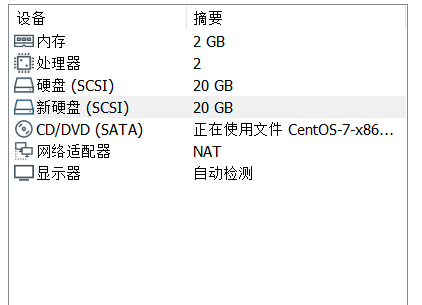 设备 摘要
内存 2 GB
处理器 2
硬盘 (SCSI) 20 GB
新硬盘 (SCSI) 20 GB
CD/DVD (SATA) 正在使用文件 CentOS-7-x86...
网络适配器 NAT
显示器 自动检测